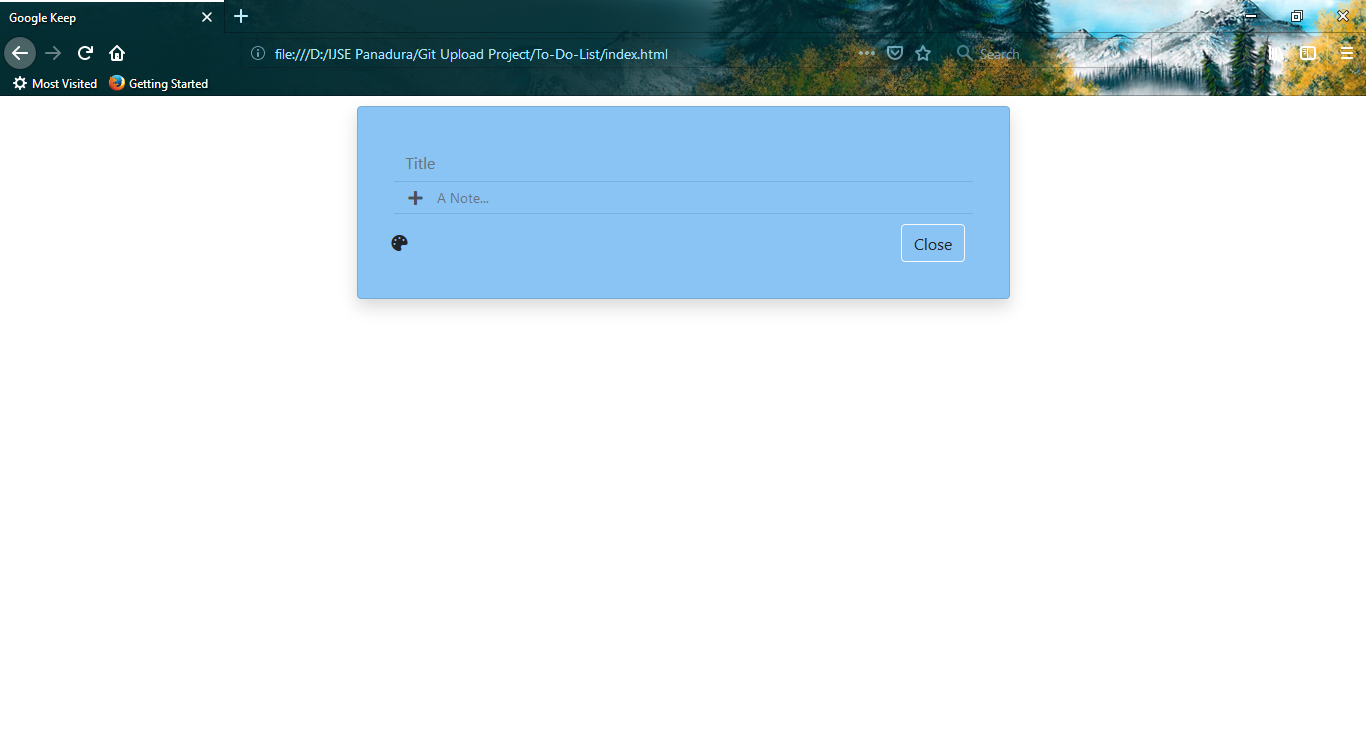 Google Keep
file:///D:/IJSE Panadura/Git Upload Project/To-Do-List/index.html
Search
Most Visited
Getting Started
Title
A Note...
Close